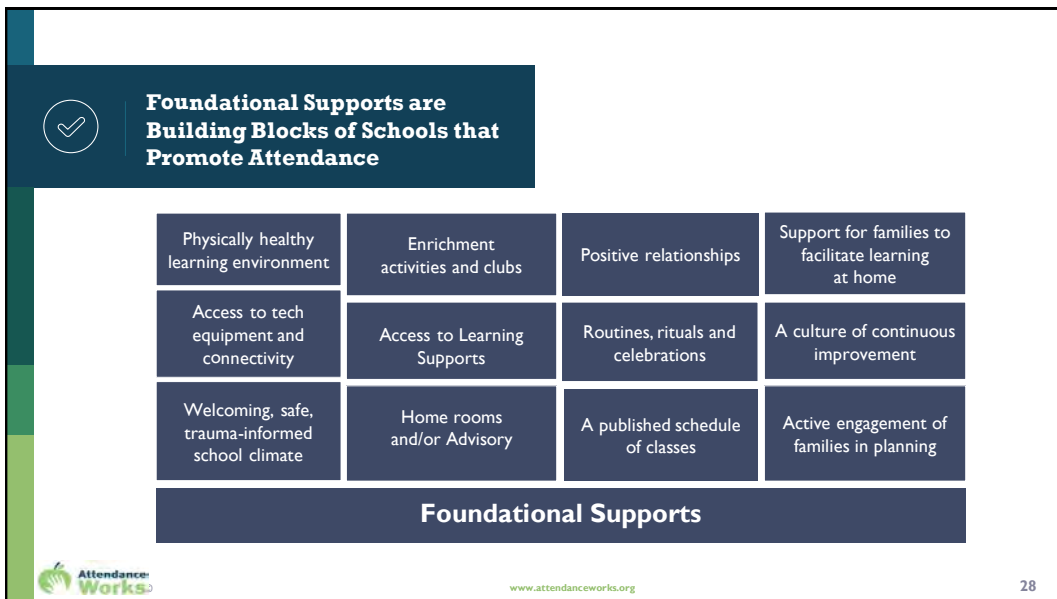 Foundational Supports are
Building Blocks of Schools that
Promote Attendance
Physically healthy
learning environment
Enrichment
activities and clubs
Positive relationships
Support for families to
facilitate learning
at home
Access to tech
equipment and
connectivity
Access to Learning
Supports
Routines, rituals and
celebrations
A culture of continuous
improvement
Welcoming, safe,
trauma-informed
school climate
Home rooms
and/or Advisory
A published schedule
of classes
Active engagement of
families in planning
Foundational Supports
Attendance
Works
www.attendanceworks.org
28